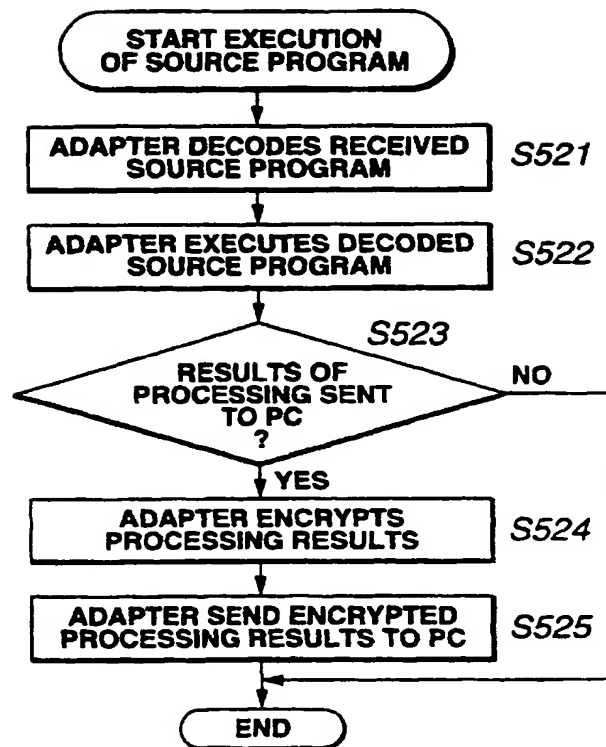 START EXECUTION
OF SOURCE PROGRAM
ADAPTER DECODES RECEIVED
SOURCE PROGRAM
S521
ADAPTER EXECUTES DECODED
SOURCE PROGRAM
S522
S523
RESULTS OF
PROCESSING SENT
TO PC
?
NO
YES
ADAPTER ENCRYPTS
PROCESSING RESULTS
S524
ADAPTER SEND ENCRYPTED
PROCESSING RESULTS TO PC
S525
END